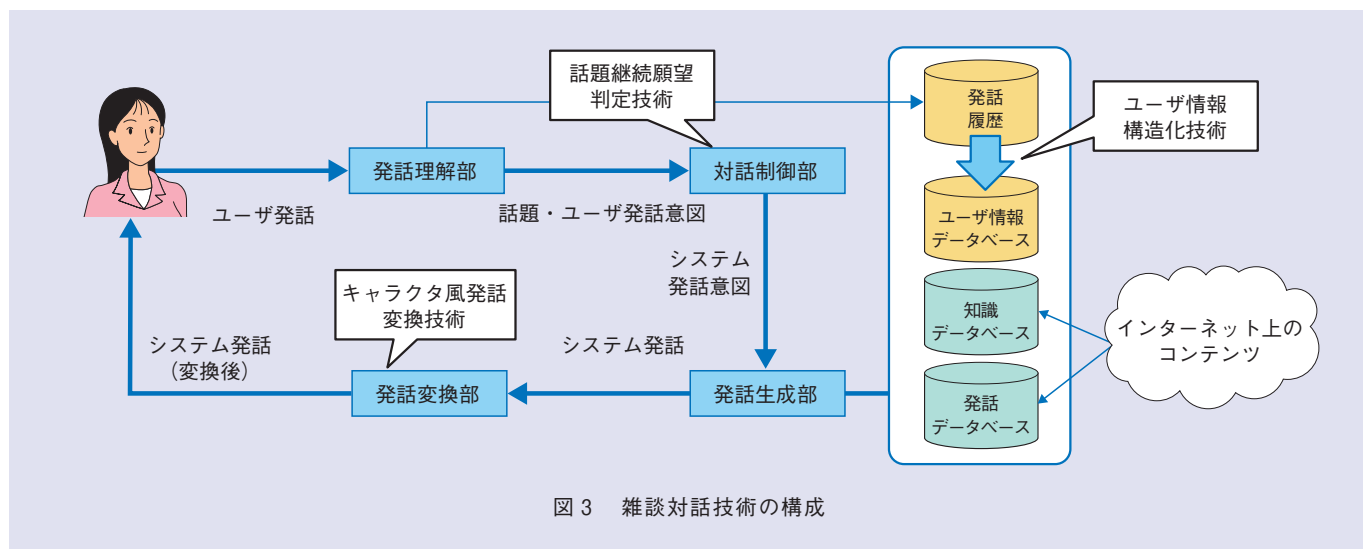 話題継続願望
判定技術
発話
履歴
ユーザ情報
構造化技術
発話理解部
対話制御部
ユーザ発話
話題・ユーザ発話意図
ユーザ情報
データベース
システム
発話意図
キャラクタ風発話
変換技術
知識
データベース
インターネット上の
コンテンツ
システム発話
(変換後)
システム発話
発話変換部
発話生成部
発話
データベース
図 3 雑談対話技術の構成